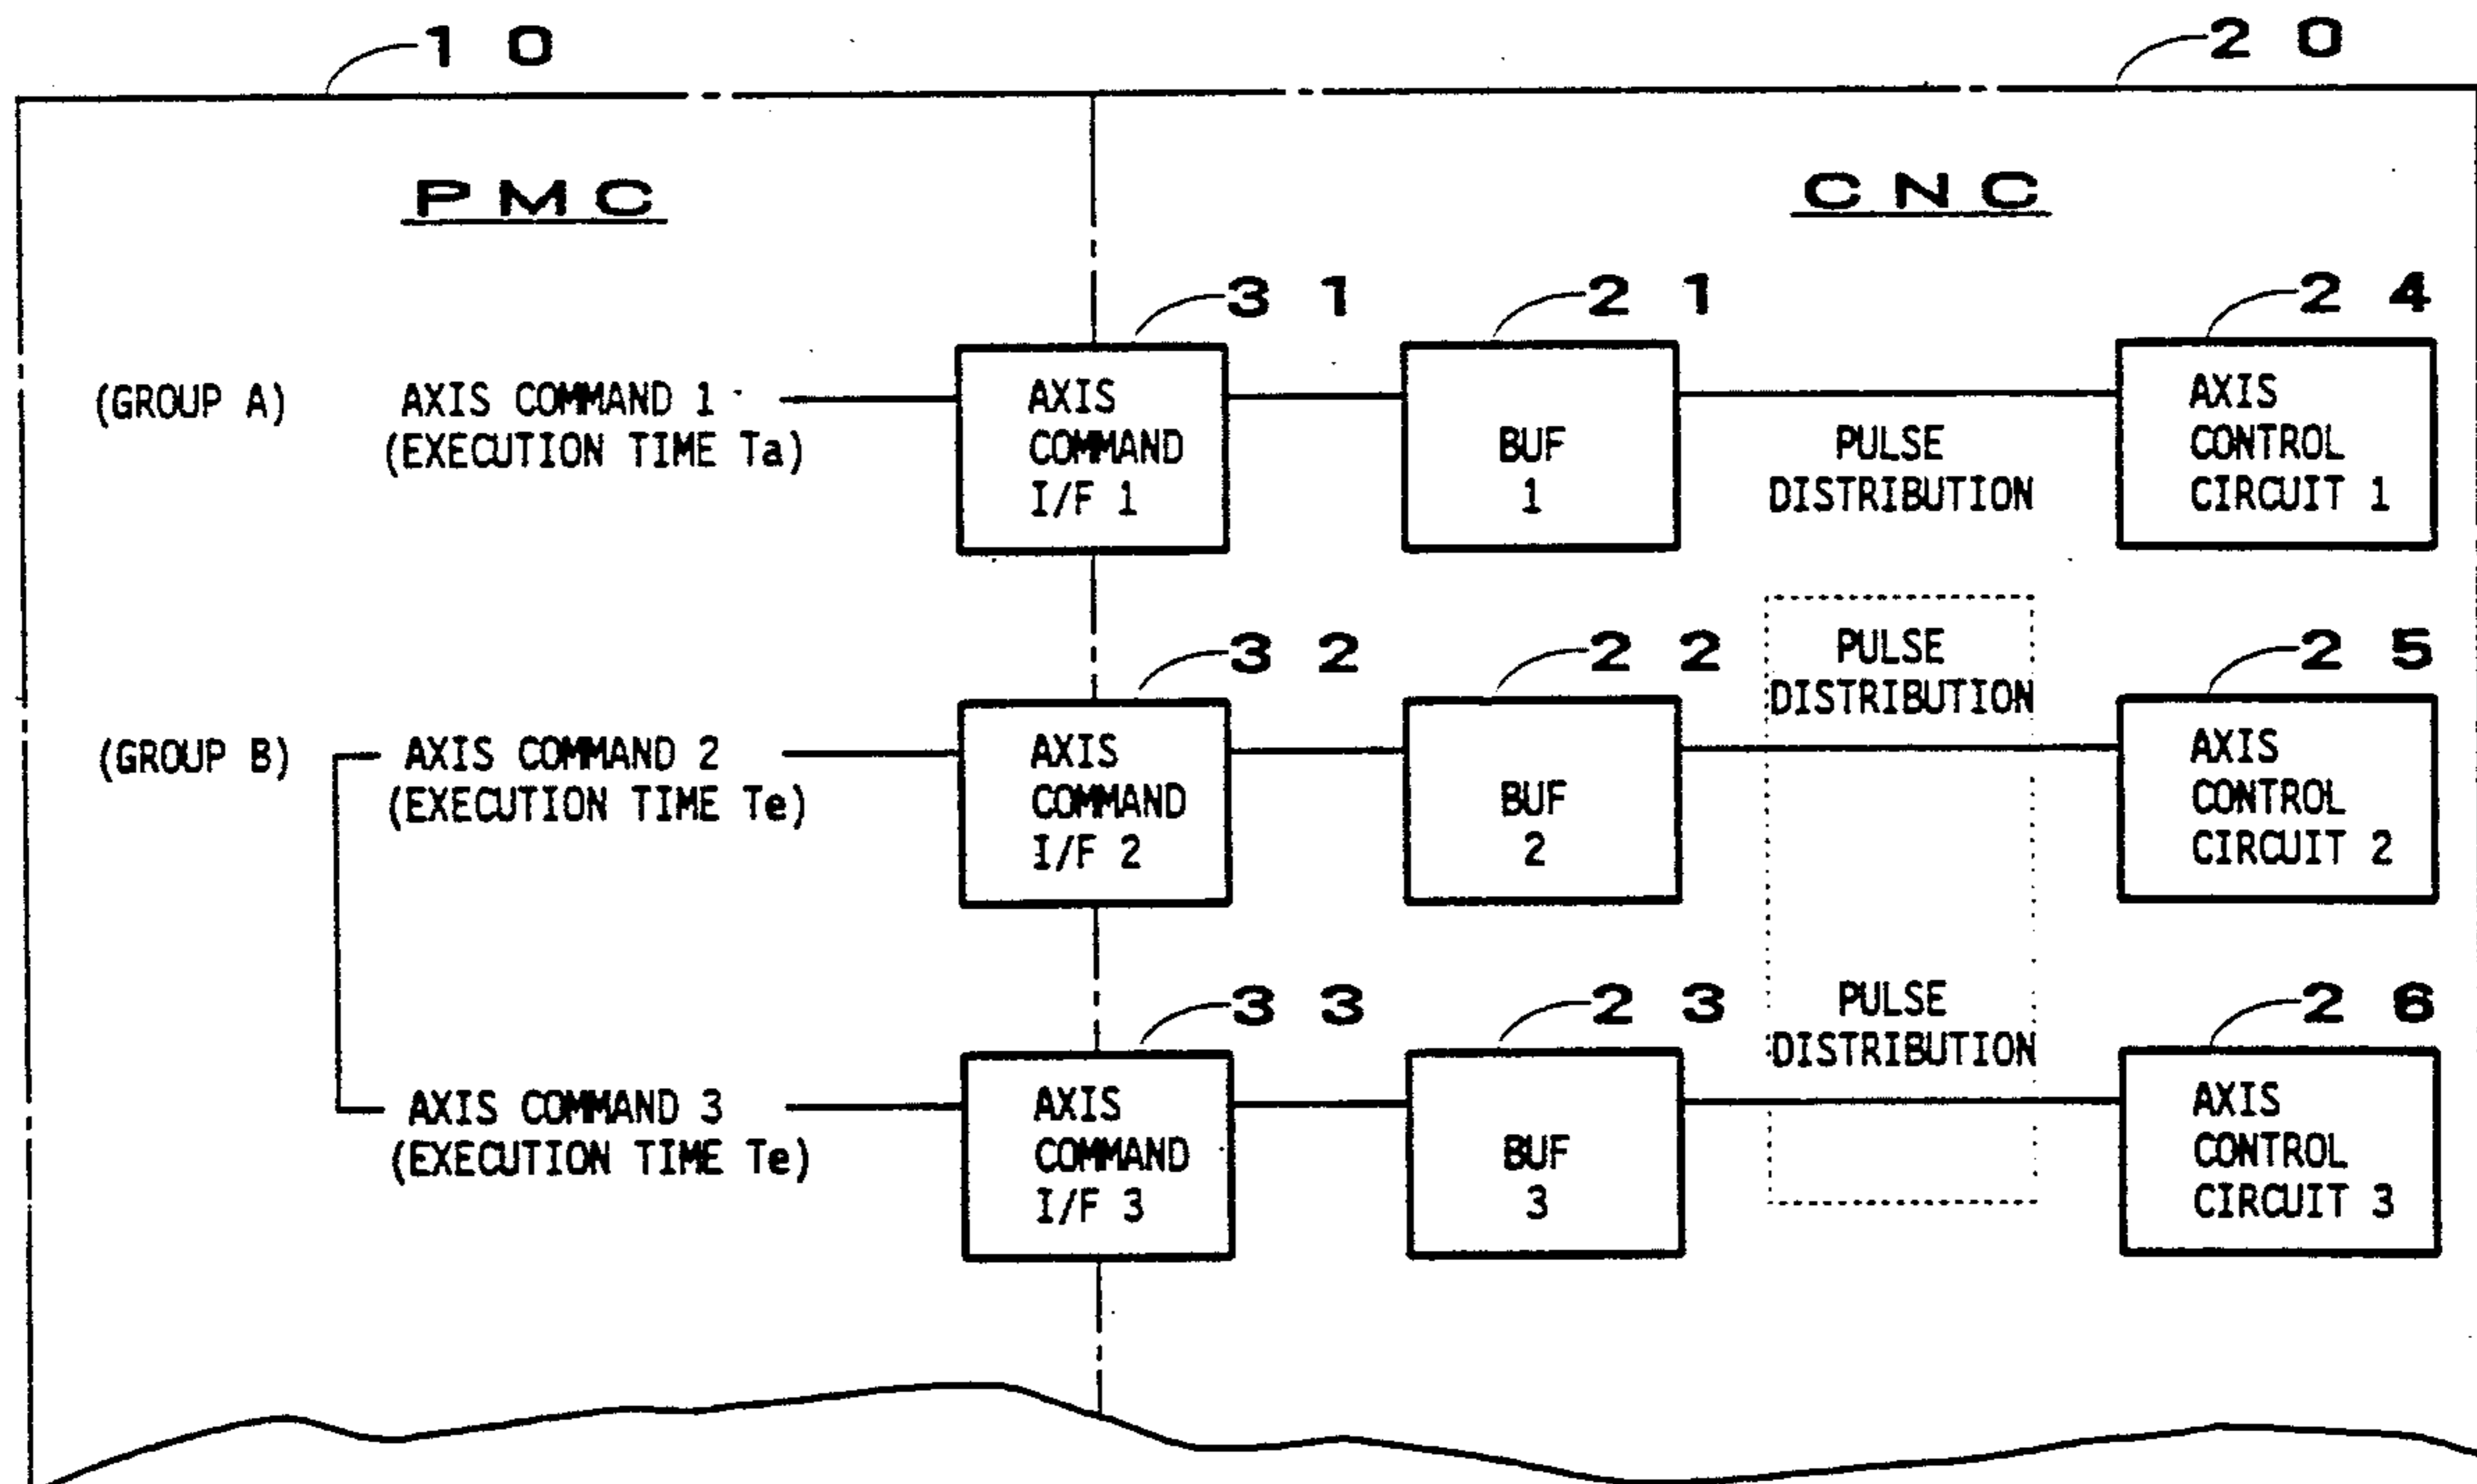 10
20
PMC
CNC
31
21
24
(GROUP A)
AXIS COMMAND 1
(EXECUTION TIME Ta)
AXIS
COMMAND
I/F 1
BUF
1
PULSE
DISTRIBUTION
AXIS
CONTROL
CIRCUIT 1
32
22
25
(GROUP B)
AXIS COMMAND 2
(EXECUTION TIME Te)
AXIS
COMMAND
I/F 2
BUF
2
PULSE
DISTRIBUTION
AXIS
CONTROL
CIRCUIT 2
33
23
26
AXIS COMMAND 3
(EXECUTION TIME Te)
AXIS
COMMAND
I/F 3
BUF
3
PULSE
DISTRIBUTION
AXIS
CONTROL
CIRCUIT 3